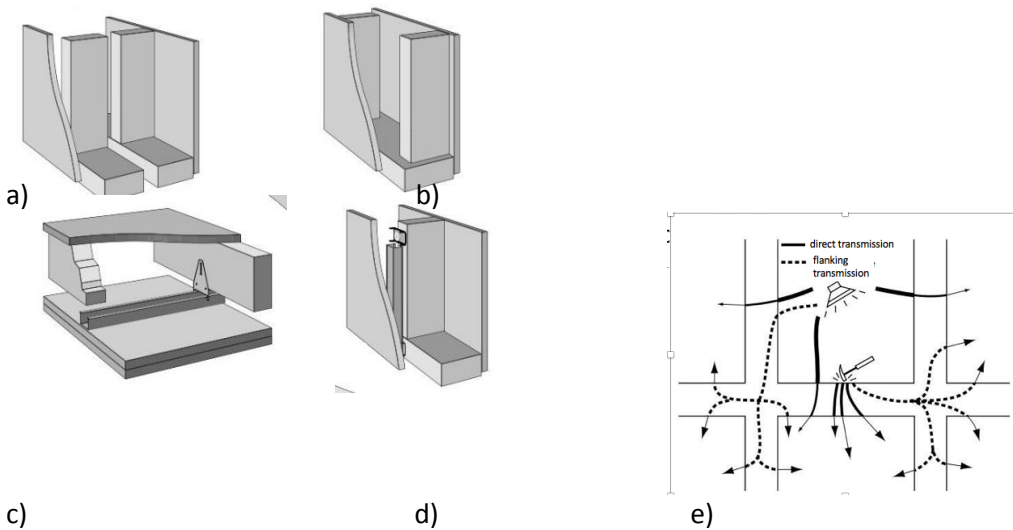 a)
b)
direct transmission
flanking
transmission
c)
d)
e)